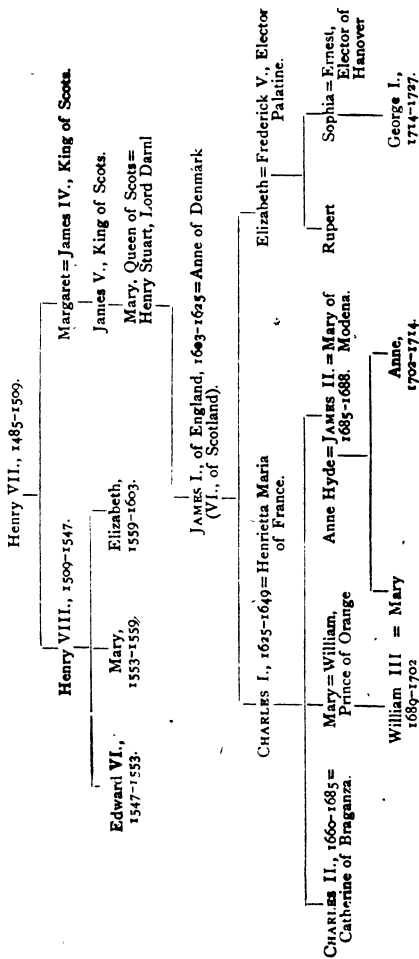 Henry VII., 1485-1509.
Henry VIII., 1509-1547.
Margaret = James IV., King of Scots.
James V., King of Scots.
Edward VI.,
1547-1553.
Mary,
1553-1559.
Elizabeth,
1559-1603.
Mary, Queen of Scots =
Henry Stuart, Lord Darnl
JAMES I., of England, 1603-1625 = Anne of Denmark
(VI., of Scotland).
CHARLES I., 1625-1649 = Henrietta Maria
of France.
Elizabeth = Frederick V., Elector
Palatine.
CHARLES II., 1660-1685 =
Catherine of Braganza.
Mary = William,
Prince of Orange
Anne Hyde = JAMES II. = Mary of
1685-1688. Modena.
Rupert
Sophia = Ernest,
Elector of
Hanover
William III = Mary
1689-1702
Anne,
1702-1714.
George I.,
1714-1727.